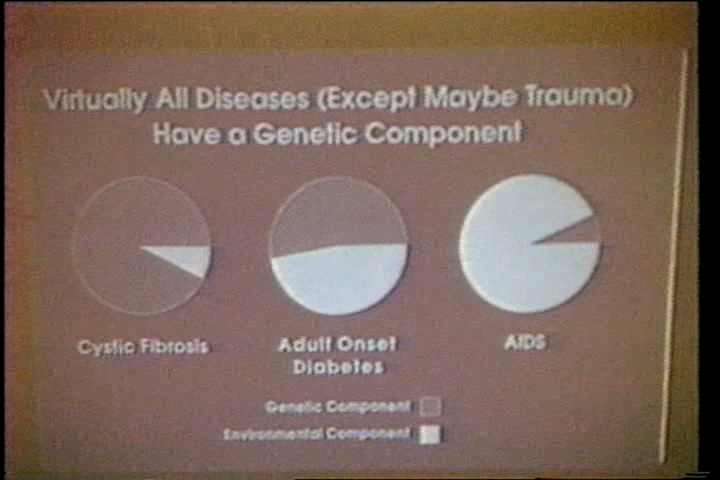 Virtually All Diseases (Except Maybe Trauma)
Have a Genetic Component
Cystic Fibrosis
Adult Onset
Diabetes
AIDS
Genetic Component
Environmental Component